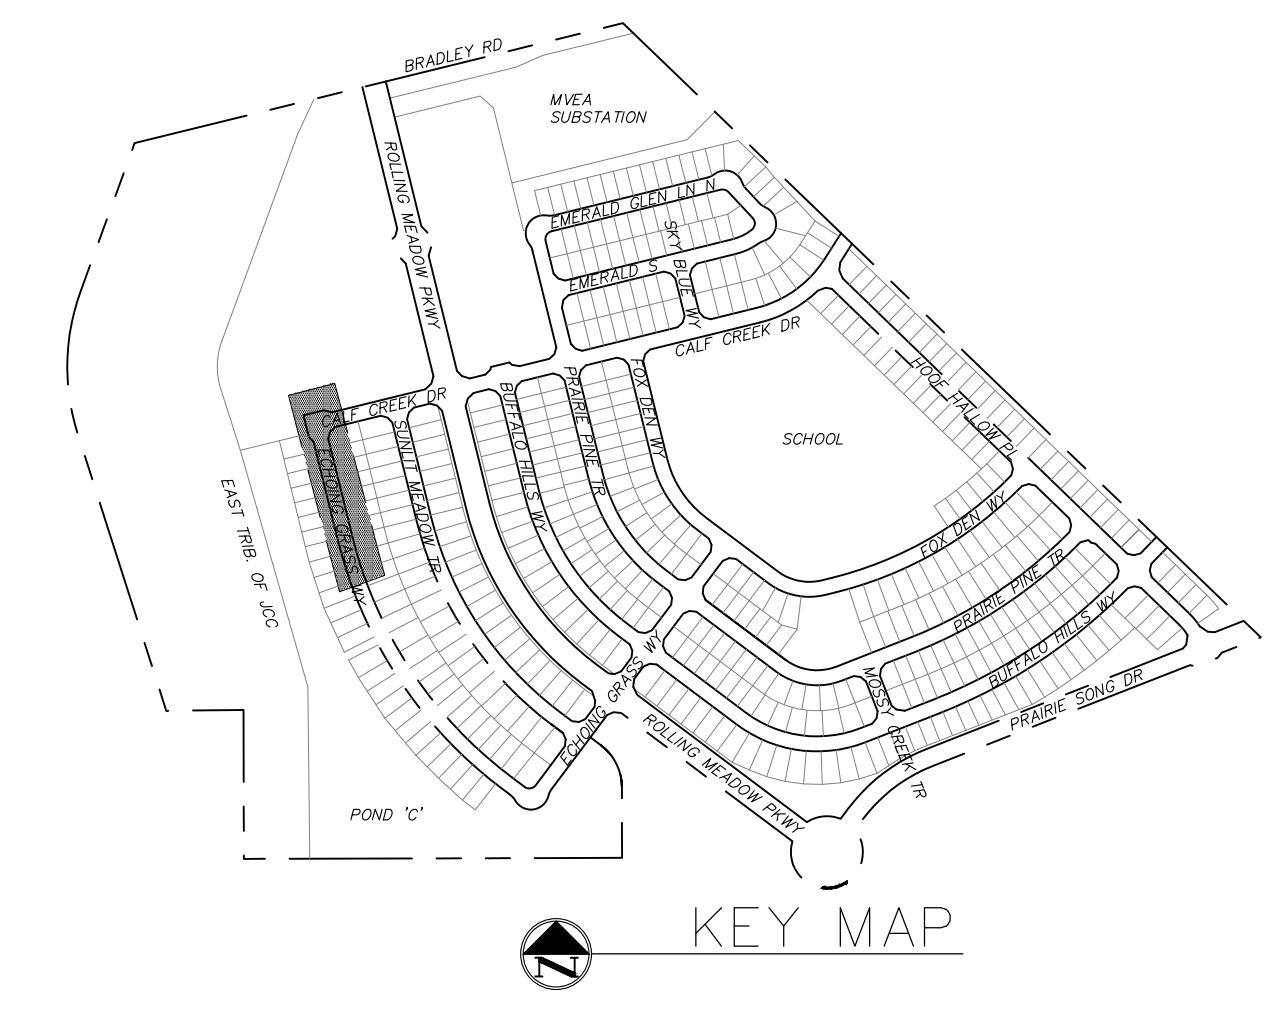 BRADLEY RD
MVEA
SUBSTATION
ROLLING MEADOW PKWY
EMERALD GLEN LN N
SKY BLUE WY
EMERALD S
CALF CREEK DR
CALF CREEK DR
BUFFALO HILLS WY
PRAIRIE PINE TR
FOX DEN WY
HOOF HALLOW PL
SCHOOL
SUNLIT MEADOW TR
ECHOING GRASS WY
EAST TRIB. OF JCC
FOX DEN WY
PRAIRIE PINE TR
BUFFALO HILLS WY
ECHOING GRASS WY
MOSSY CREEK TR
PRAIRIE SONG DR
ROLLING MEADOW PKWY
POND 'C'
KEY MAP
N